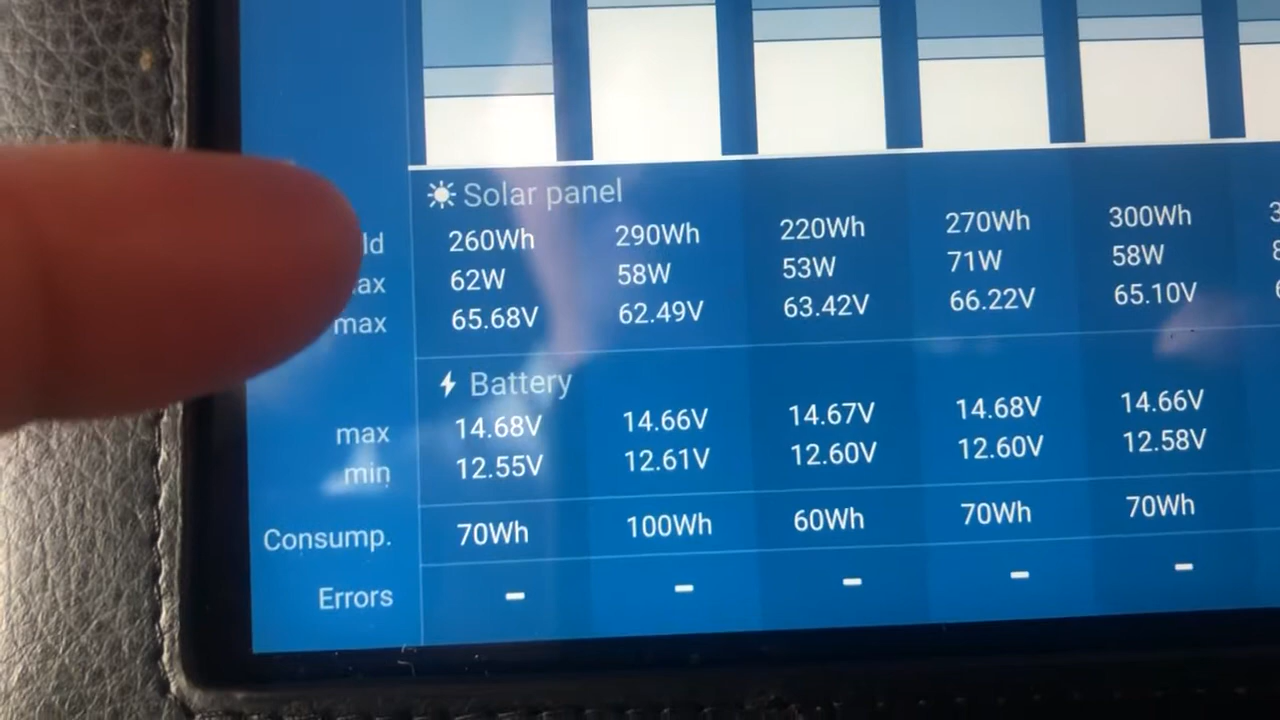 Solar panel
260Wh 290Wh 220Wh 270Wh 300Wh
62W 58W 53W 71W 58W
max 65.68V 62.49V 63.42V 66.22V 65.10V
Battery
max 14.68V 14.66V 14.67V 14.68V 14.66V
min 12.55V 12.61V 12.60V 12.60V 12.58V
Consump. 70Wh 100Wh 60Wh 70Wh 70Wh
Errors - - - - -